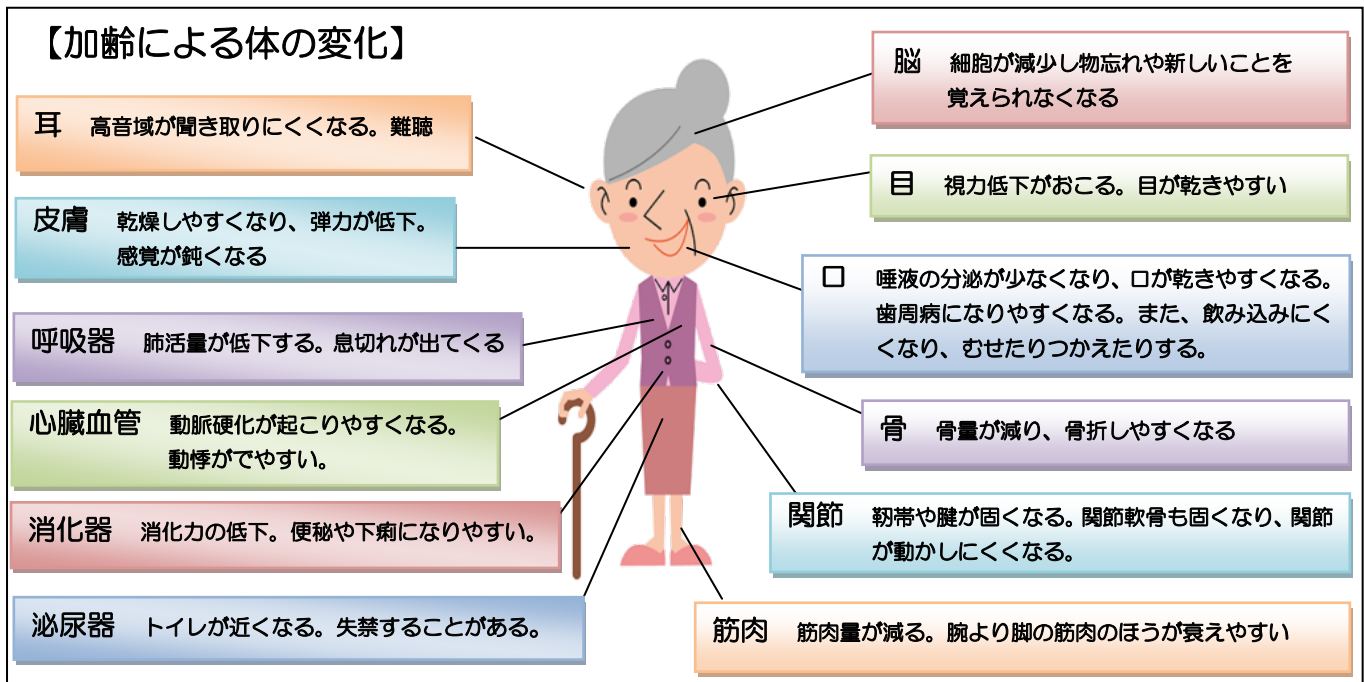 【加齢による体の変化】
耳 高音域が聞き取りにくくなる。難聴
皮膚 乾燥しやすくなり、弾力が低下。
感覚が鈍くなる
呼吸器 肺活量が低下する。息切れが出てくる
心臓血管 動脈硬化が起こりやすくなる。
動悸がでやすい。
消化器 消化力の低下。便秘や下痢になりやすい。
泌尿器 トイレが近くなる。失禁することがある。
脳 細胞が減少し物忘れや新しいことを
覚えられなくなる
目 視力低下がおこる。目が乾きやすい
口 唾液の分泌が少なくなり、口が乾きやすくなる。
歯周病になりやすくなる。また、飲み込みにく
くなり、むせたりつかえたりする。
骨 骨量が減り、骨折しやすくなる
関節 靭帯や腱が固くなる。関節軟骨も固くなり、関節
が動かしにくくなる。
筋肉 筋肉量が減る。腕より脚の筋肉のほうが衰えやすい